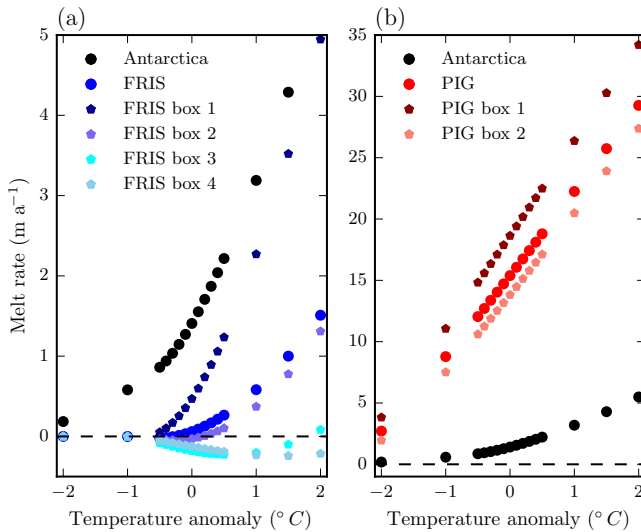 (a)
(b)
Antarctica
FRIS
FRIS box 1
FRIS box 2
FRIS box 3
FRIS box 4
Antarctica
PIG
PIG box 1
PIG box 2
Melt rate (m a⁻¹)
5
4
3
2
1
0
−2
−1
0
1
2
Temperature anomaly (° C)
35
30
25
20
15
10
5
0
−2
−1
0
1
2
Temperature anomaly (° C)